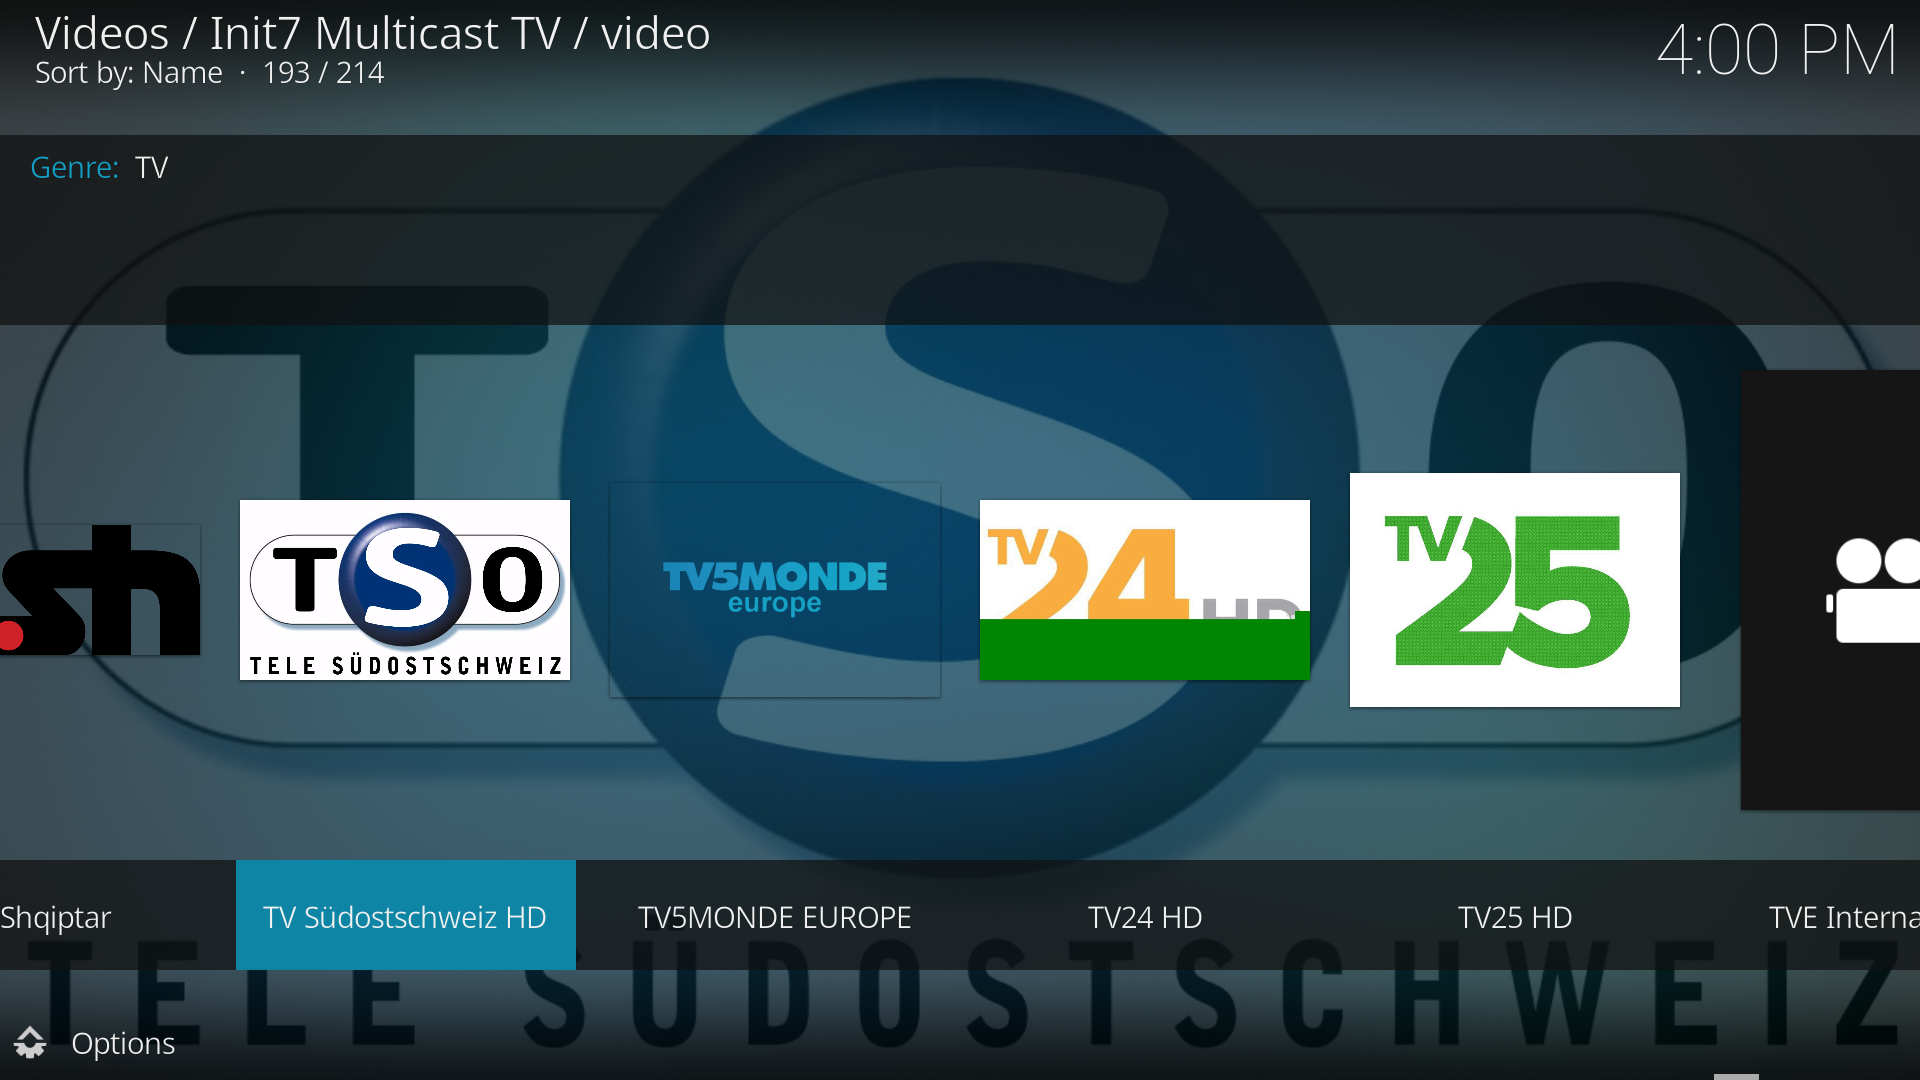 Videos / Init7 Multicast TV / video
Sort by: Name · 193 / 214
4:00 PM
Genre: TV
sh
TSO
TELE SÜDOSTSCHWEIZ
TV5MONDE
europe
TV24 HD
TV25
Shqiptar
TV Südostschweiz HD
TV5MONDE EUROPE
TV24 HD
TV25 HD
TVE Interna
TSO
TELE SÜDOSTSCHWEIZ
Options